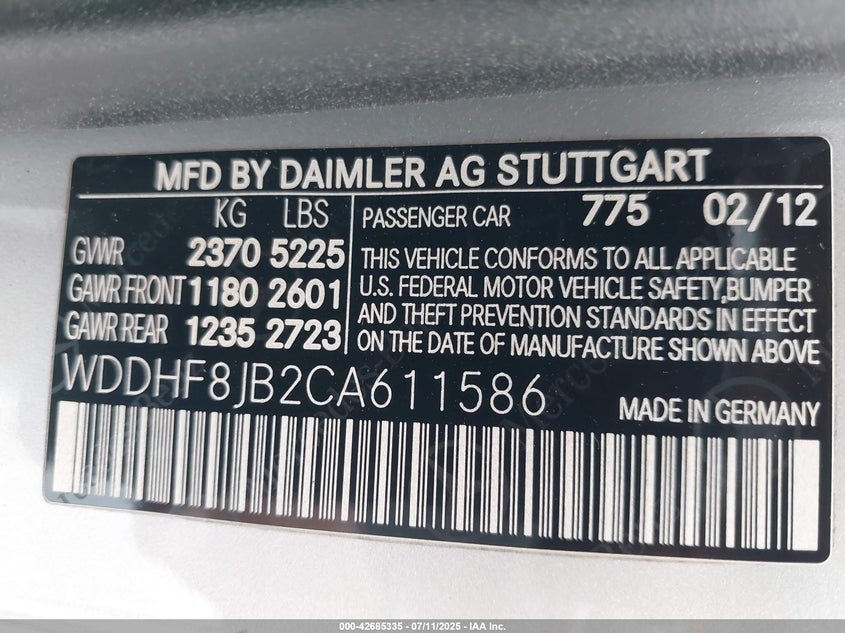 MFD BY DAIMLER AG STUTTGART
KG LBS
GVWR 2370 5225
GAWR FRONT 1180 2601
GAWR REAR 1235 2723
PASSENGER CAR 775 02/12
THIS VEHICLE CONFORMS TO ALL APPLICABLE
U.S. FEDERAL MOTOR VEHICLE SAFETY,BUMPER
AND THEFT PREVENTION STANDARDS IN EFFECT
ON THE DATE OF MANUFACTURE SHOWN ABOVE
WDDHF8JB2CA611586
MADE IN GERMANY
000-42685335 - 07/11/2025 - IAA Inc.